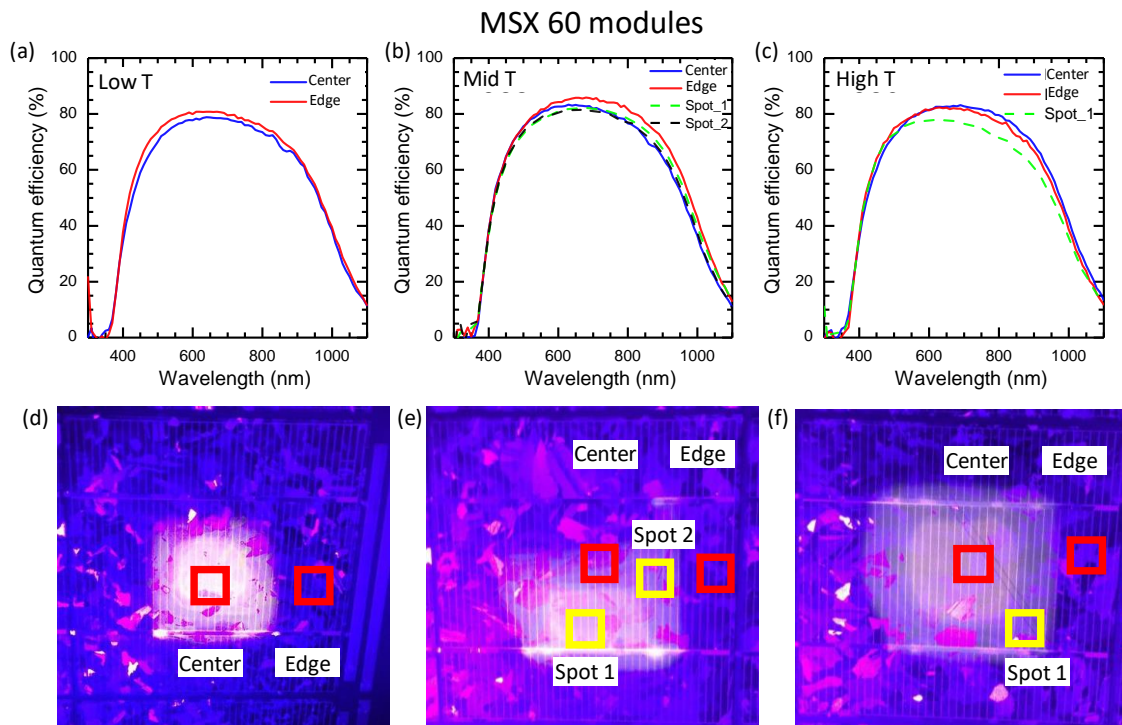 MSX 60 modules
(a)
Low T
Center
Edge
Quantum efficiency (%)
100
80
60
40
20
0
400
600
800
1000
Wavelength (nm)
(b)
Mid T
Center
Edge
Spot_1
Spot_2
Quantum efficiency (%)
100
80
60
40
20
0
400
600
800
1000
Wavelength (nm)
(c)
High T
Center
Edge
Spot_1
Quantum efficiency (%)
100
80
60
40
20
0
400
600
800
1000
Wavelength (nm)
(d)
Center
Edge
(e)
Center
Edge
Spot 2
Spot 1
(f)
Center
Edge
Spot 1